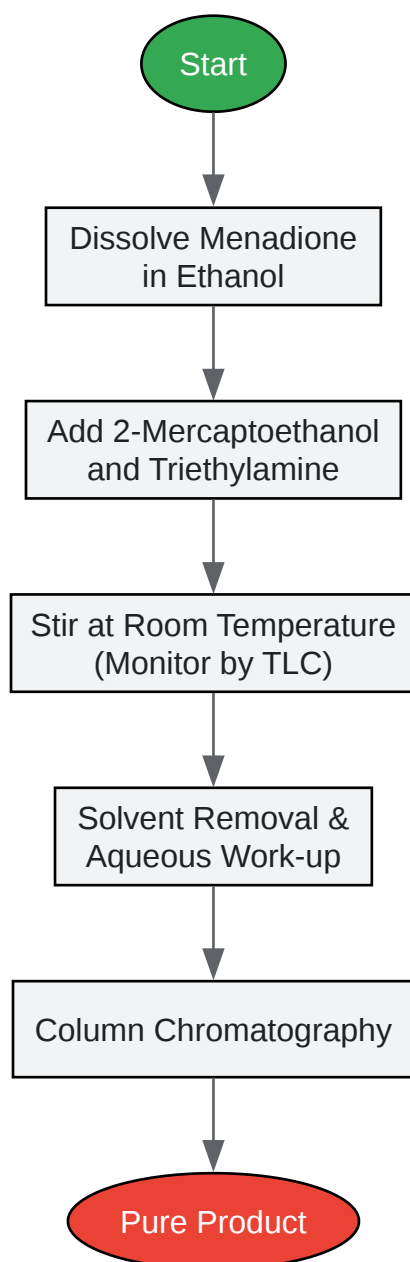 Start
Dissolve Menadione
in Ethanol
Add 2-Mercaptoethanol
and Triethylamine
Stir at Room Temperature
(Monitor by TLC)
Solvent Removal &
Aqueous Work-up
Column Chromatography
Pure Product